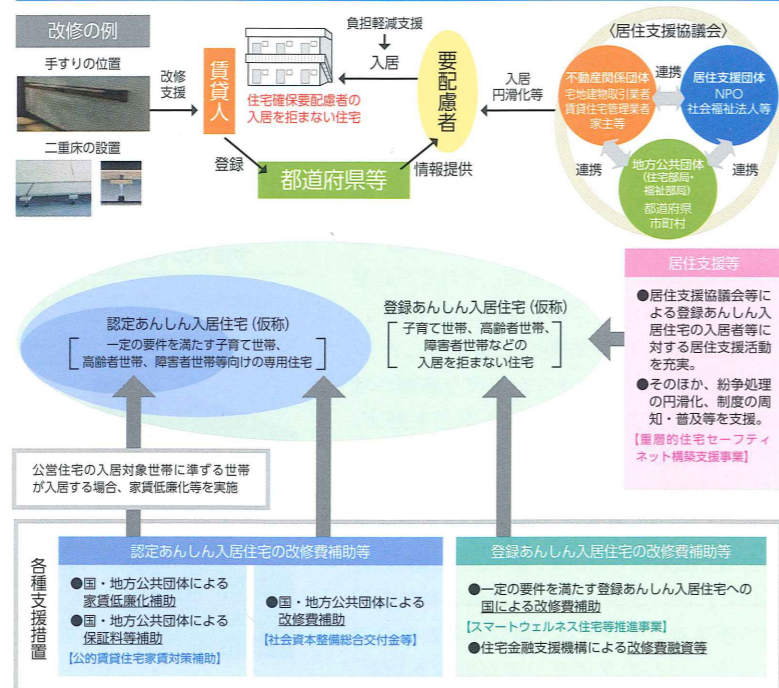 改修の例
手すりの位置
二重床の設置
改修
支援
賃貸人
登録
住宅確保要配慮者の
入居を拒まない住宅
負担軽減支援
入居
要配慮者
都道府県等
情報提供
入居
円滑化等
〈居住支援協議会〉
不動産関係団体
宅地建物取引業者
賃貸住宅管理業者
家主等
連携
居住支援団体
NPO
社会福祉法人等
連携
地方公共団体
(住宅部局・
福祉部局)
都道府県
市町村
連携
認定あんしん入居住宅(仮称)
一定の要件を満たす子育て世帯、
高齢者世帯、障害者世帯等向けの専用住宅
登録あんしん入居住宅(仮称)
子育て世帯、高齢者世帯、
障害者世帯などの
入居を拒まない住宅
居住支援等
●居住支援協議会等に
よる登録あんしん入
居住宅の入居者等に
対する居住支援活動
を充実。
●そのほか、紛争処理
の円滑化、制度の周
知・普及等を支援。
【重層的住宅セーフティ
ネット構築支援事業】
公営住宅の入居対象世帯に準ずる世帯
が入居する場合、家賃低廉化等を実施
各種支援措置
認定あんしん入居住宅の改修費補助等
●国・地方公共団体による
家賃低廉化補助
●国・地方公共団体による
保証料等補助
【公的賃貸住宅家賃対策補助】
●国・地方公共団体による
改修費補助
【社会資本整備総合交付金等】
登録あんしん入居住宅の改修費補助等
●一定の要件を満たす登録あんしん入居住宅への
国による改修費補助
【スマートウェルネス住宅等推進事業】
●住宅金融支援機構による改修費融資等